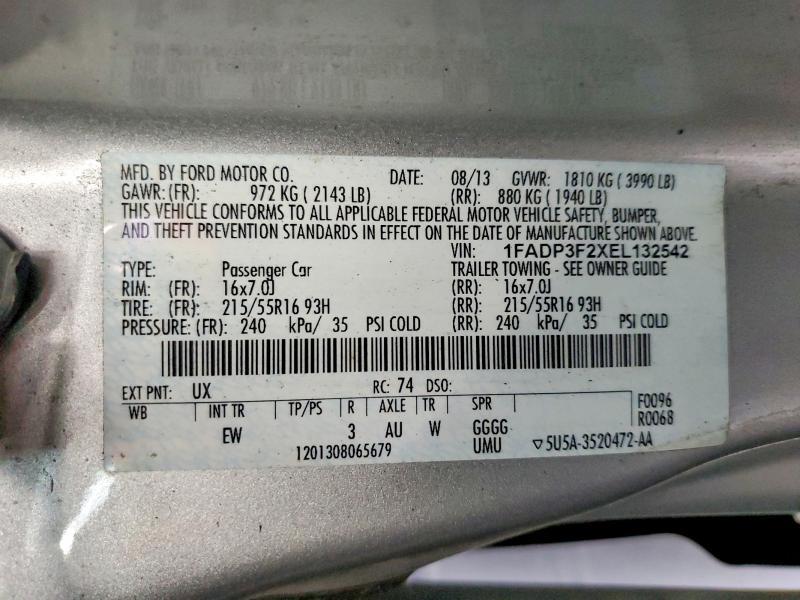 MFD. BY FORD MOTOR CO. DATE: 08/13 GVWR: 1810 KG ( 3990 LB)
GAWR: (FR): 972 KG ( 2143 LB) (RR): 880 KG ( 1940 LB)
THIS VEHICLE CONFORMS TO ALL APPLICABLE FEDERAL MOTOR VEHICLE SAFETY, BUMPER,
AND THEFT PREVENTION STANDARDS IN EFFECT ON THE DATE OF MANUFACTURE SHOWN ABOVE.
VIN: 1FADP3F2XEL132542
TYPE: Passenger Car TRAILER TOWING - SEE OWNER GUIDE
RIM: (FR): 16x7.0J (RR): 16x7.0J
TIRE: (FR): 215/55R16 93H (RR): 215/55R16 93H
PRESSURE: (FR): 240 kPa/ 35 PSI COLD (RR): 240 kPa/ 35 PSI COLD
EXT PNT: UX RC: 74 DSO:
WB INT TR TP/PS R AXLE TR SPR F0096
R0068
EW 3 AU W GGGG
1201308065679 UMU ▽5U5A-3520472-AA